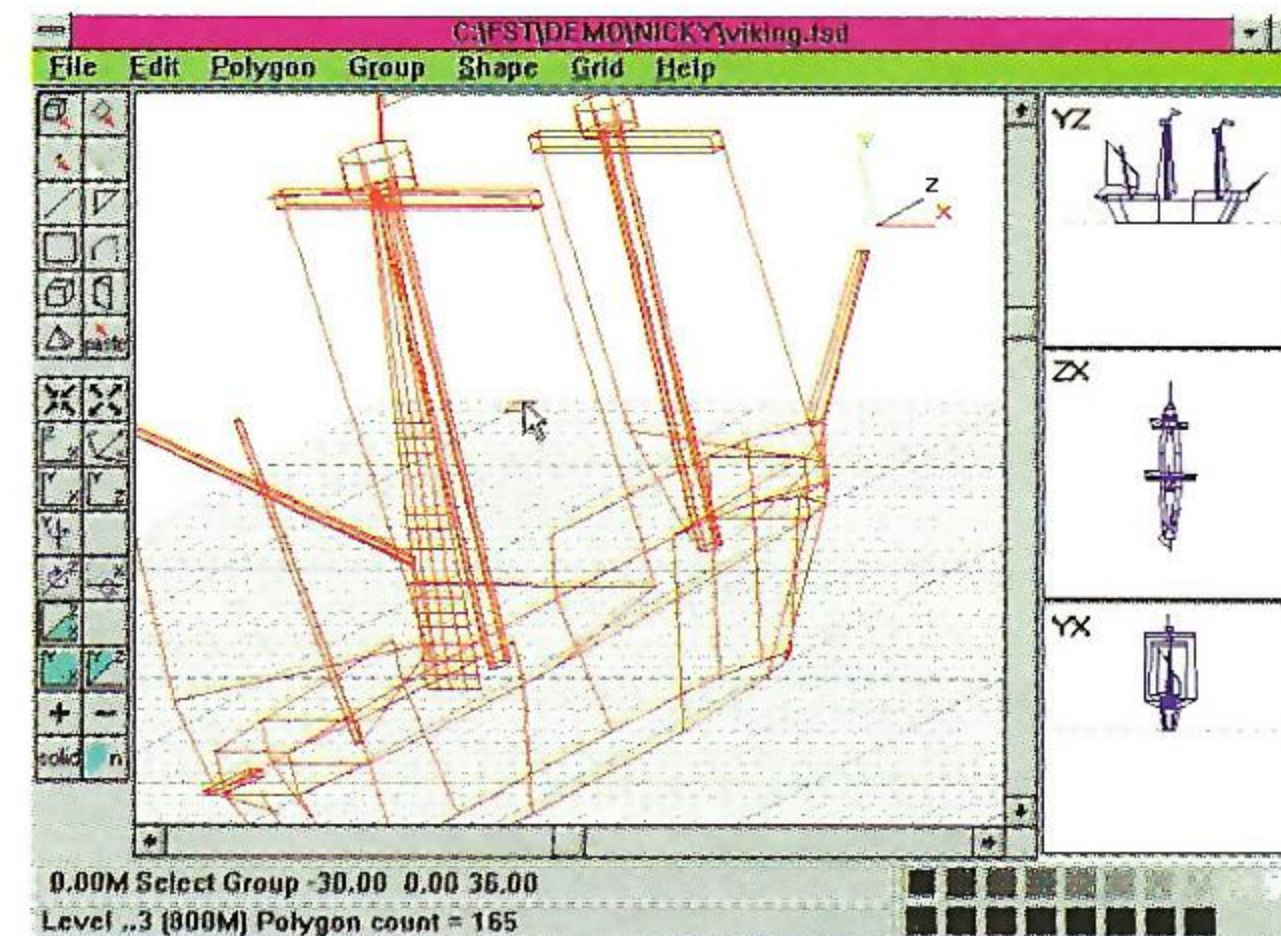 C:\FST\DEMO\NICKY\viking.fsd
File Edit Polygon Group Shape Grid Help
YZ
Y
Z
X
ZX
YX
paste
Y X
Y Z
solid
n
0.00M Select Group -30.00 0.00 36.00
Level ..3 (800M) Polygon count = 165